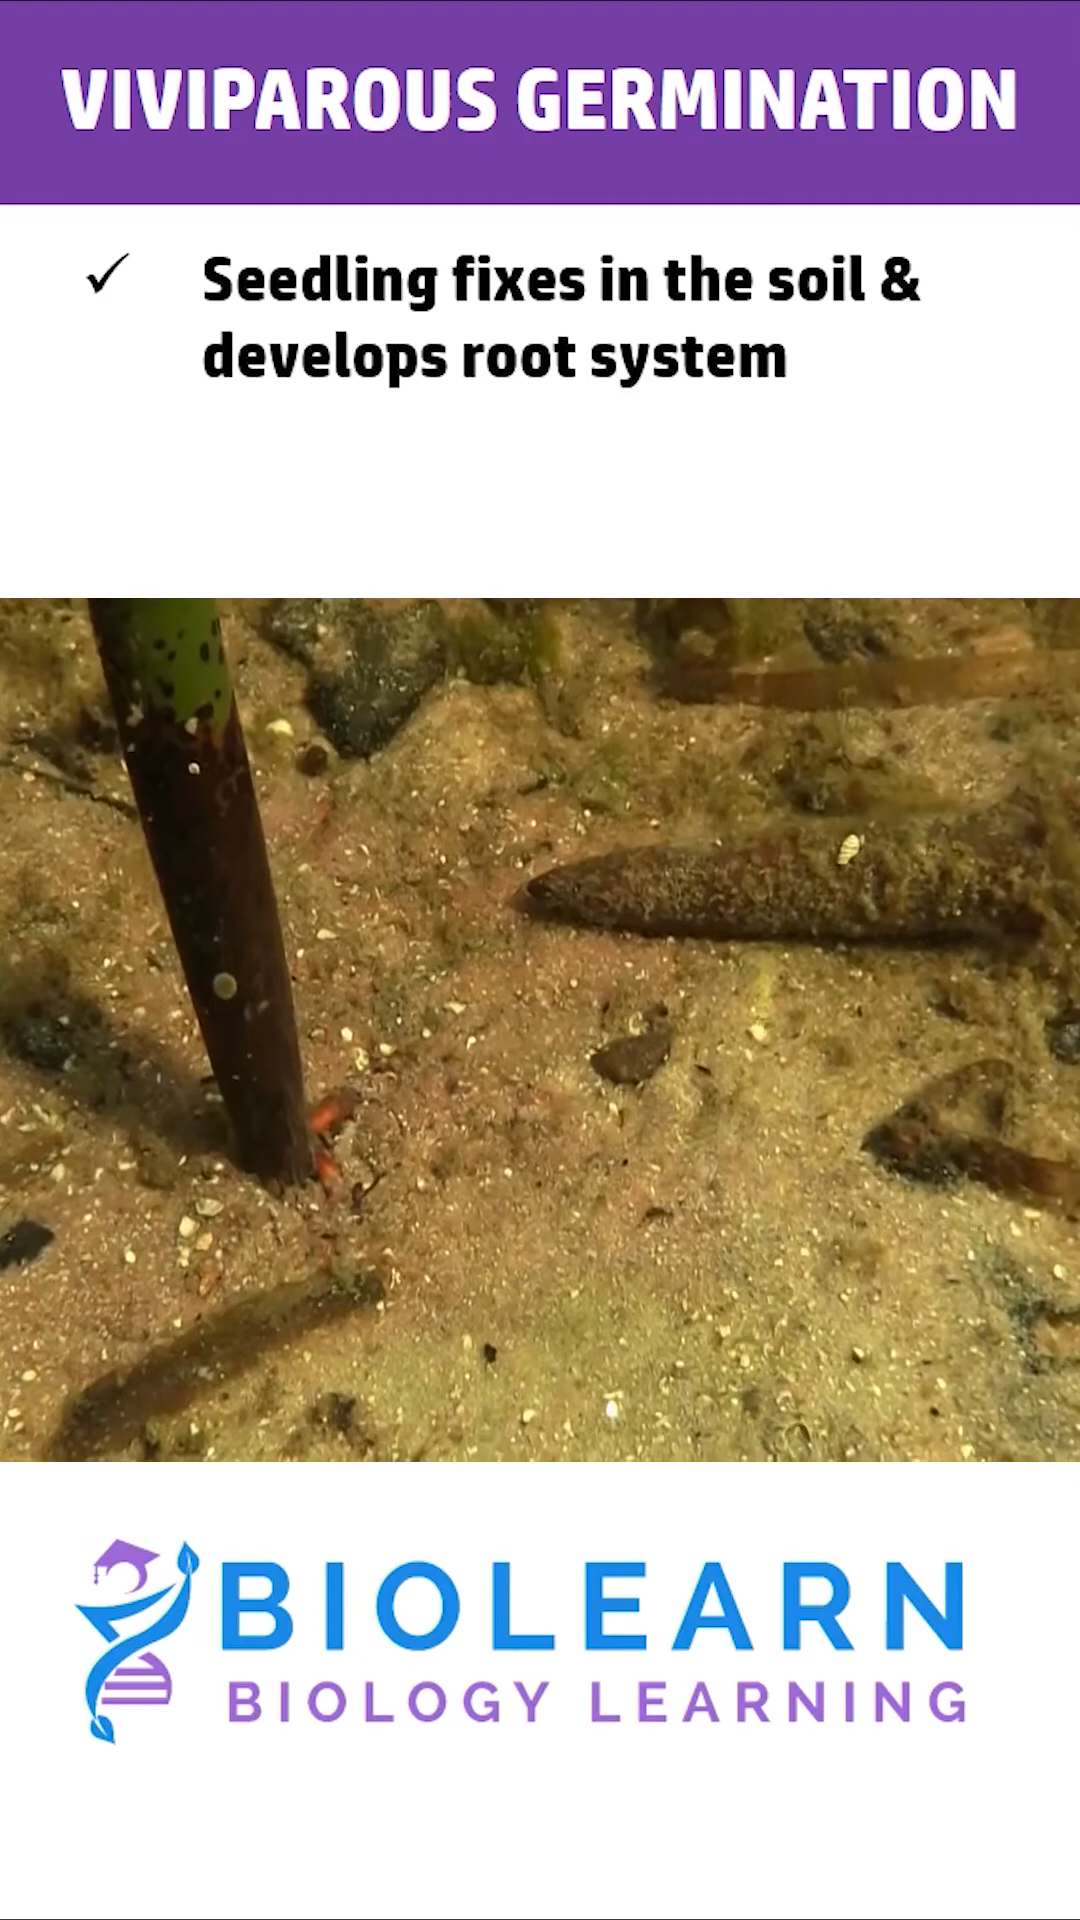 VIVIPAROUS GERMINATION
✓ Seedling fixes in the soil &
develops root system
BIOLEARN
BIOLOGY LEARNING